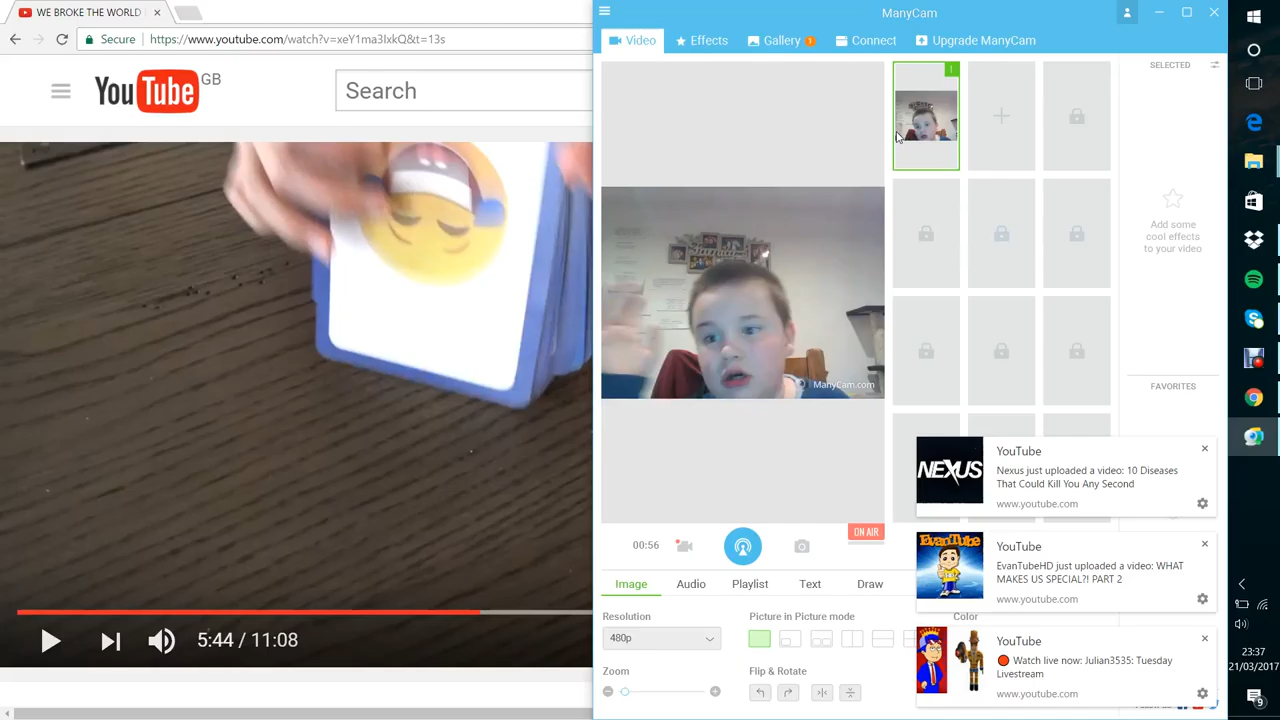 WE BROKE THE WORLD
Secure https://www.youtube.com/watch?v=xeY1ma3lxkQ&t=13s
YouTube GB
Search
5:44 / 11:08
ManyCam
Video Effects Gallery 1 Connect Upgrade ManyCam
1
SELECTED
Add some
cool effects
to your video
FAVORITES
ManyCam.com
00:56
ON AIR
Image Audio Playlist Text Draw
Resolution
480p
Picture in Picture mode
Color
Zoom
Flip & Rotate
NEXUS
YouTube
Nexus just uploaded a video: 10 Diseases
That Could Kill You Any Second
www.youtube.com
EVANTUBE
YouTube
EvanTubeHD just uploaded a video: WHAT
MAKES US SPECIAL?! PART 2
www.youtube.com
YouTube
Watch live now: Julian3535: Tuesday
Livestream
www.youtube.com
23:37
21/03/2017
9